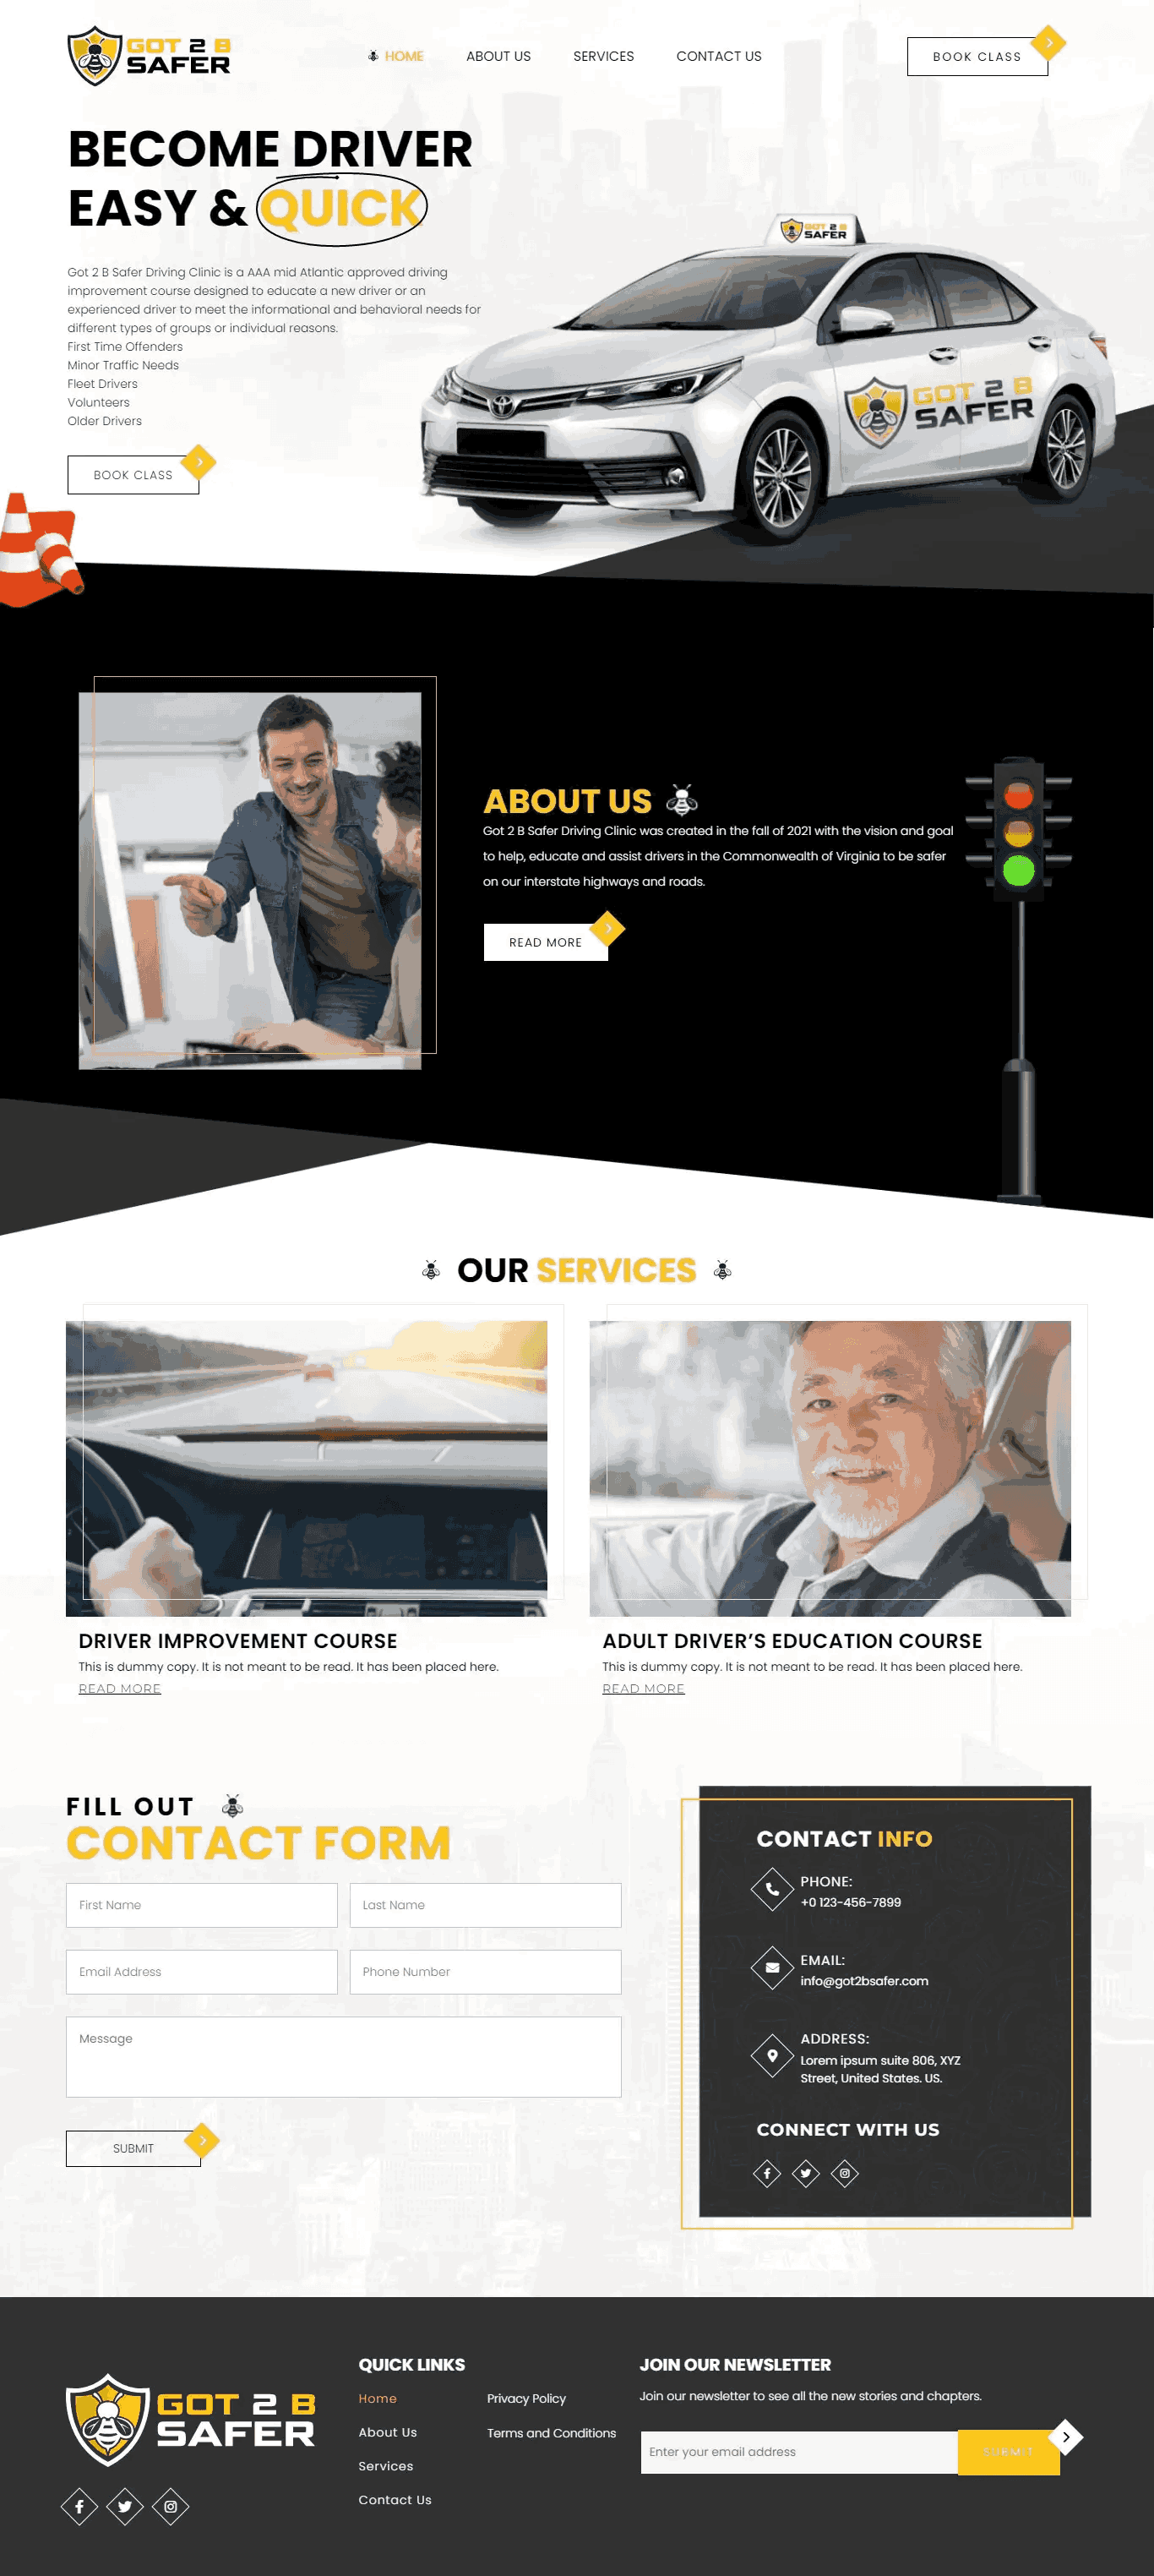 GOT 2 B
SAFER
HOME
ABOUT US
SERVICES
CONTACT US
BOOK CLASS
BECOME DRIVER
EASY & QUICK
Got 2 B Safer Driving Clinic is a AAA mid Atlantic approved driving
improvement course designed to educate a new driver or an
experienced driver to meet the informational and behavioral needs for
different types of groups or individual reasons.
First Time Offenders
Minor Traffic Needs
Fleet Drivers
Volunteers
Older Drivers
BOOK CLASS
GOT 2 B
SAFER
GOT 2 B
SAFER
ABOUT US
Got 2 B Safer Driving Clinic was created in the fall of 2021 with the vision and goal
to help, educate and assist drivers in the Commonwealth of Virginia to be safer
on our interstate highways and roads.
READ MORE
OUR SERVICES
DRIVER IMPROVEMENT COURSE
This is dummy copy. It is not meant to be read. It has been placed here.
READ MORE
ADULT DRIVER’S EDUCATION COURSE
This is dummy copy. It is not meant to be read. It has been placed here.
READ MORE
FILL OUT
CONTACT FORM
First Name
Last Name
Email Address
Phone Number
Message
SUBMIT
CONTACT INFO
PHONE:
+0 123-456-7899
EMAIL:
info@got2bsafer.com
ADDRESS:
Lorem ipsum suite 806, XYZ
Street, United States. US.
CONNECT WITH US
GOT 2 B
SAFER
QUICK LINKS
Home
About Us
Services
Contact Us
Privacy Policy
Terms and Conditions
JOIN OUR NEWSLETTER
Join our newsletter to see all the new stories and chapters.
Enter your email address
SUBMIT